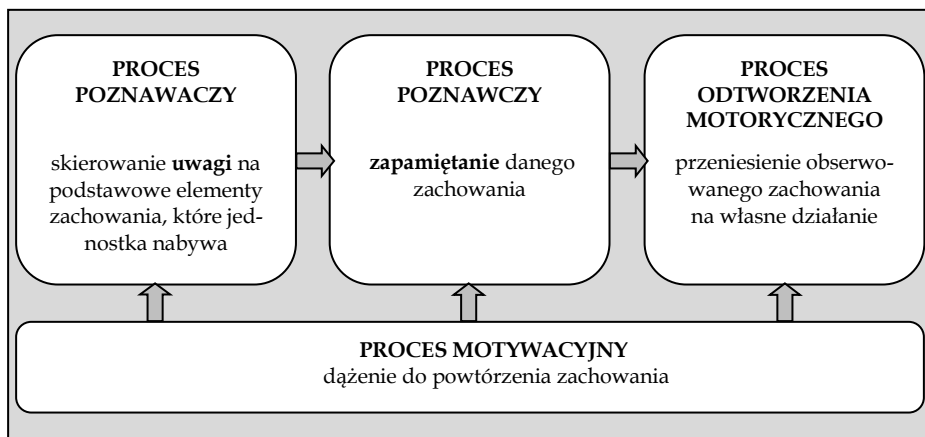 PROCES
POZNAWACZY
skierowanie uwagi na
podstawowe elementy
zachowania, które jed-
nostka nabywa
PROCES
POZNAWCZY
zapamiętanie danego
zachowania
PROCES
ODTWORZENIA
MOTORYCZNEGO
przeniesienie obserwo-
wanego zachowania
na własne działanie
PROCES MOTYWACYJNY
dążenie do powtórzenia zachowania